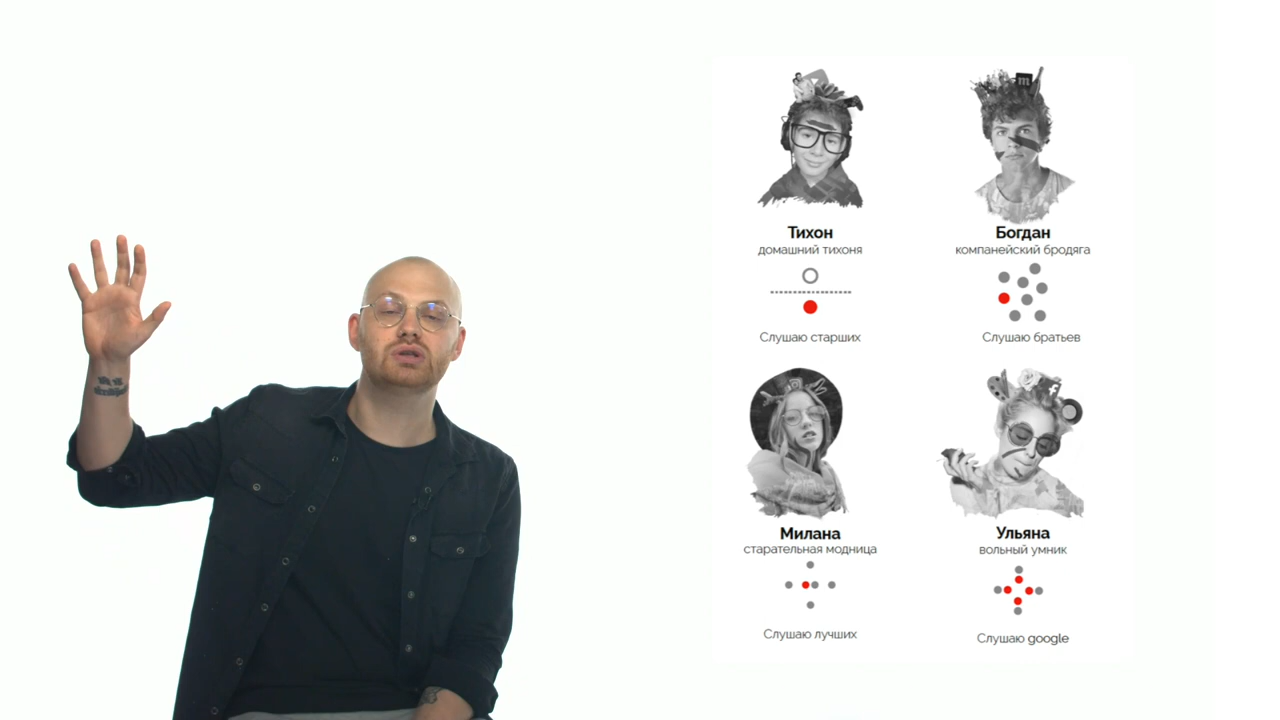 Тихон
домашний тихоня
Слушаю старших
m
Богдан
компанейский бродяга
Слушаю братьев
Милана
старательная модница
Слушаю лучших
f
Ульяна
вольный умник
Слушаю google